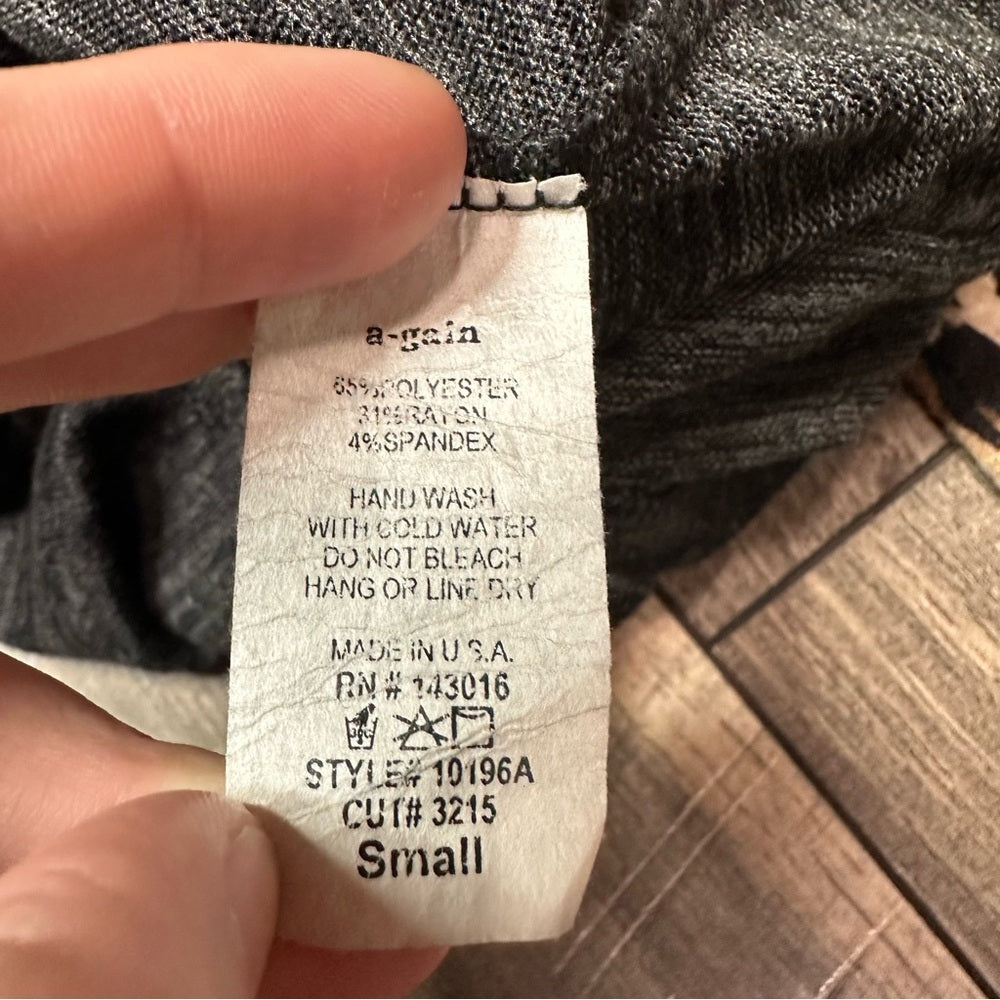 a-gain
65%POLYESTER
31%RAYON
4%SPANDEX
HAND WASH
WITH COLD WATER
DO NOT BLEACH
HANG OR LINE DRY
MADE IN U.S.A.
RN # 143016
STYLE# 10196A
CUT# 3215
Small